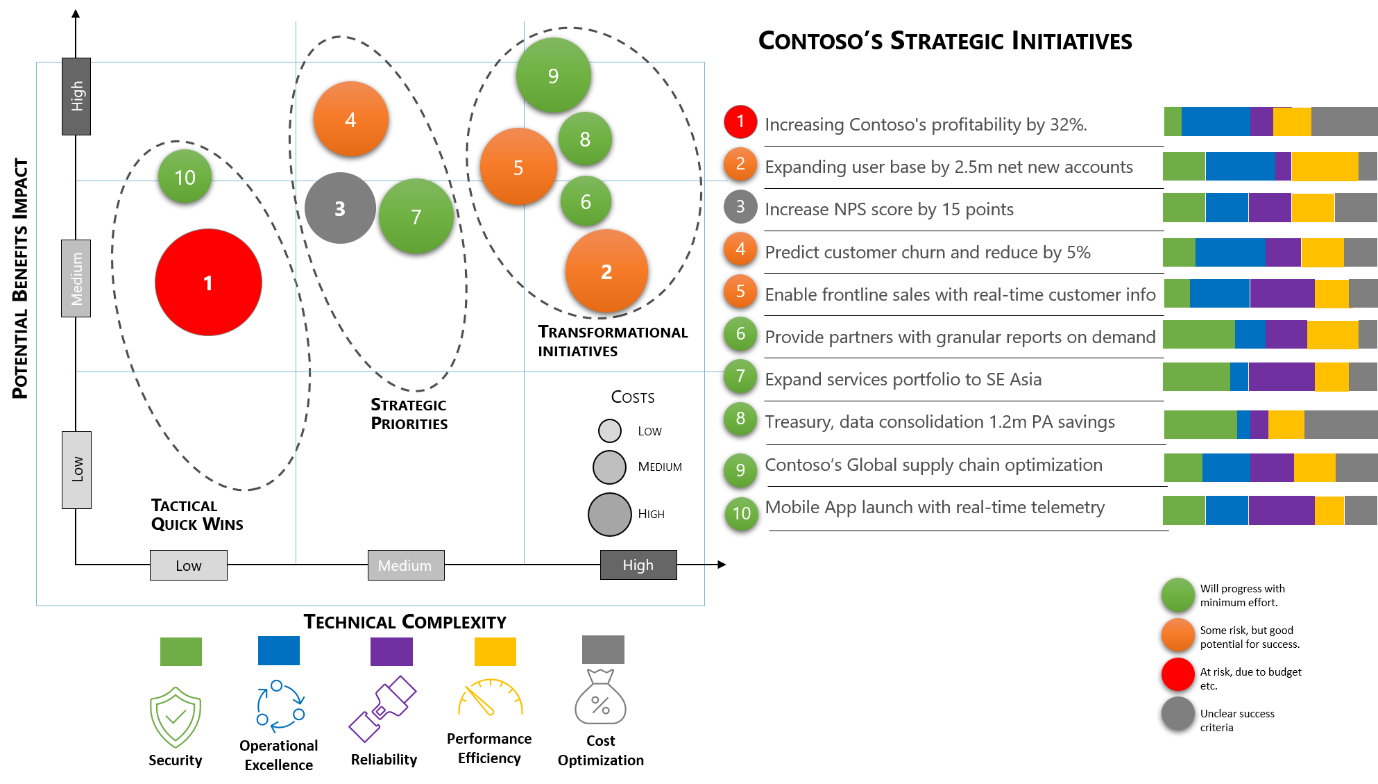 CONTOSO'S STRATEGIC INITIATIVES
POTENTIAL BENEFITS IMPACT
High
Medium
Low
9
4
8
5
10
6
3
7
2
1
TRANSFORMATIONAL
INITIATIVES
STRATEGIC
PRIORITIES
TACTICAL
QUICK WINS
COSTS
LOW
MEDIUM
HIGH
Low
Medium
High
TECHNICAL COMPLEXITY
1 Increasing Contoso's profitability by 32%.
2 Expanding user base by 2.5m net new accounts
3 Increase NPS score by 15 points
4 Predict customer churn and reduce by 5%
5 Enable frontline sales with real-time customer info
6 Provide partners with granular reports on demand
7 Expand services portfolio to SE Asia
8 Treasury, data consolidation 1.2m PA savings
9 Contoso's Global supply chain optimization
10 Mobile App launch with real-time telemetry
Will progress with
minimum effort.
Some risk, but good
potential for success.
At risk, due to budget
etc.
Unclear success
criteria
Security
Operational
Excellence
Reliability
Performance
Efficiency
%
Cost
Optimization